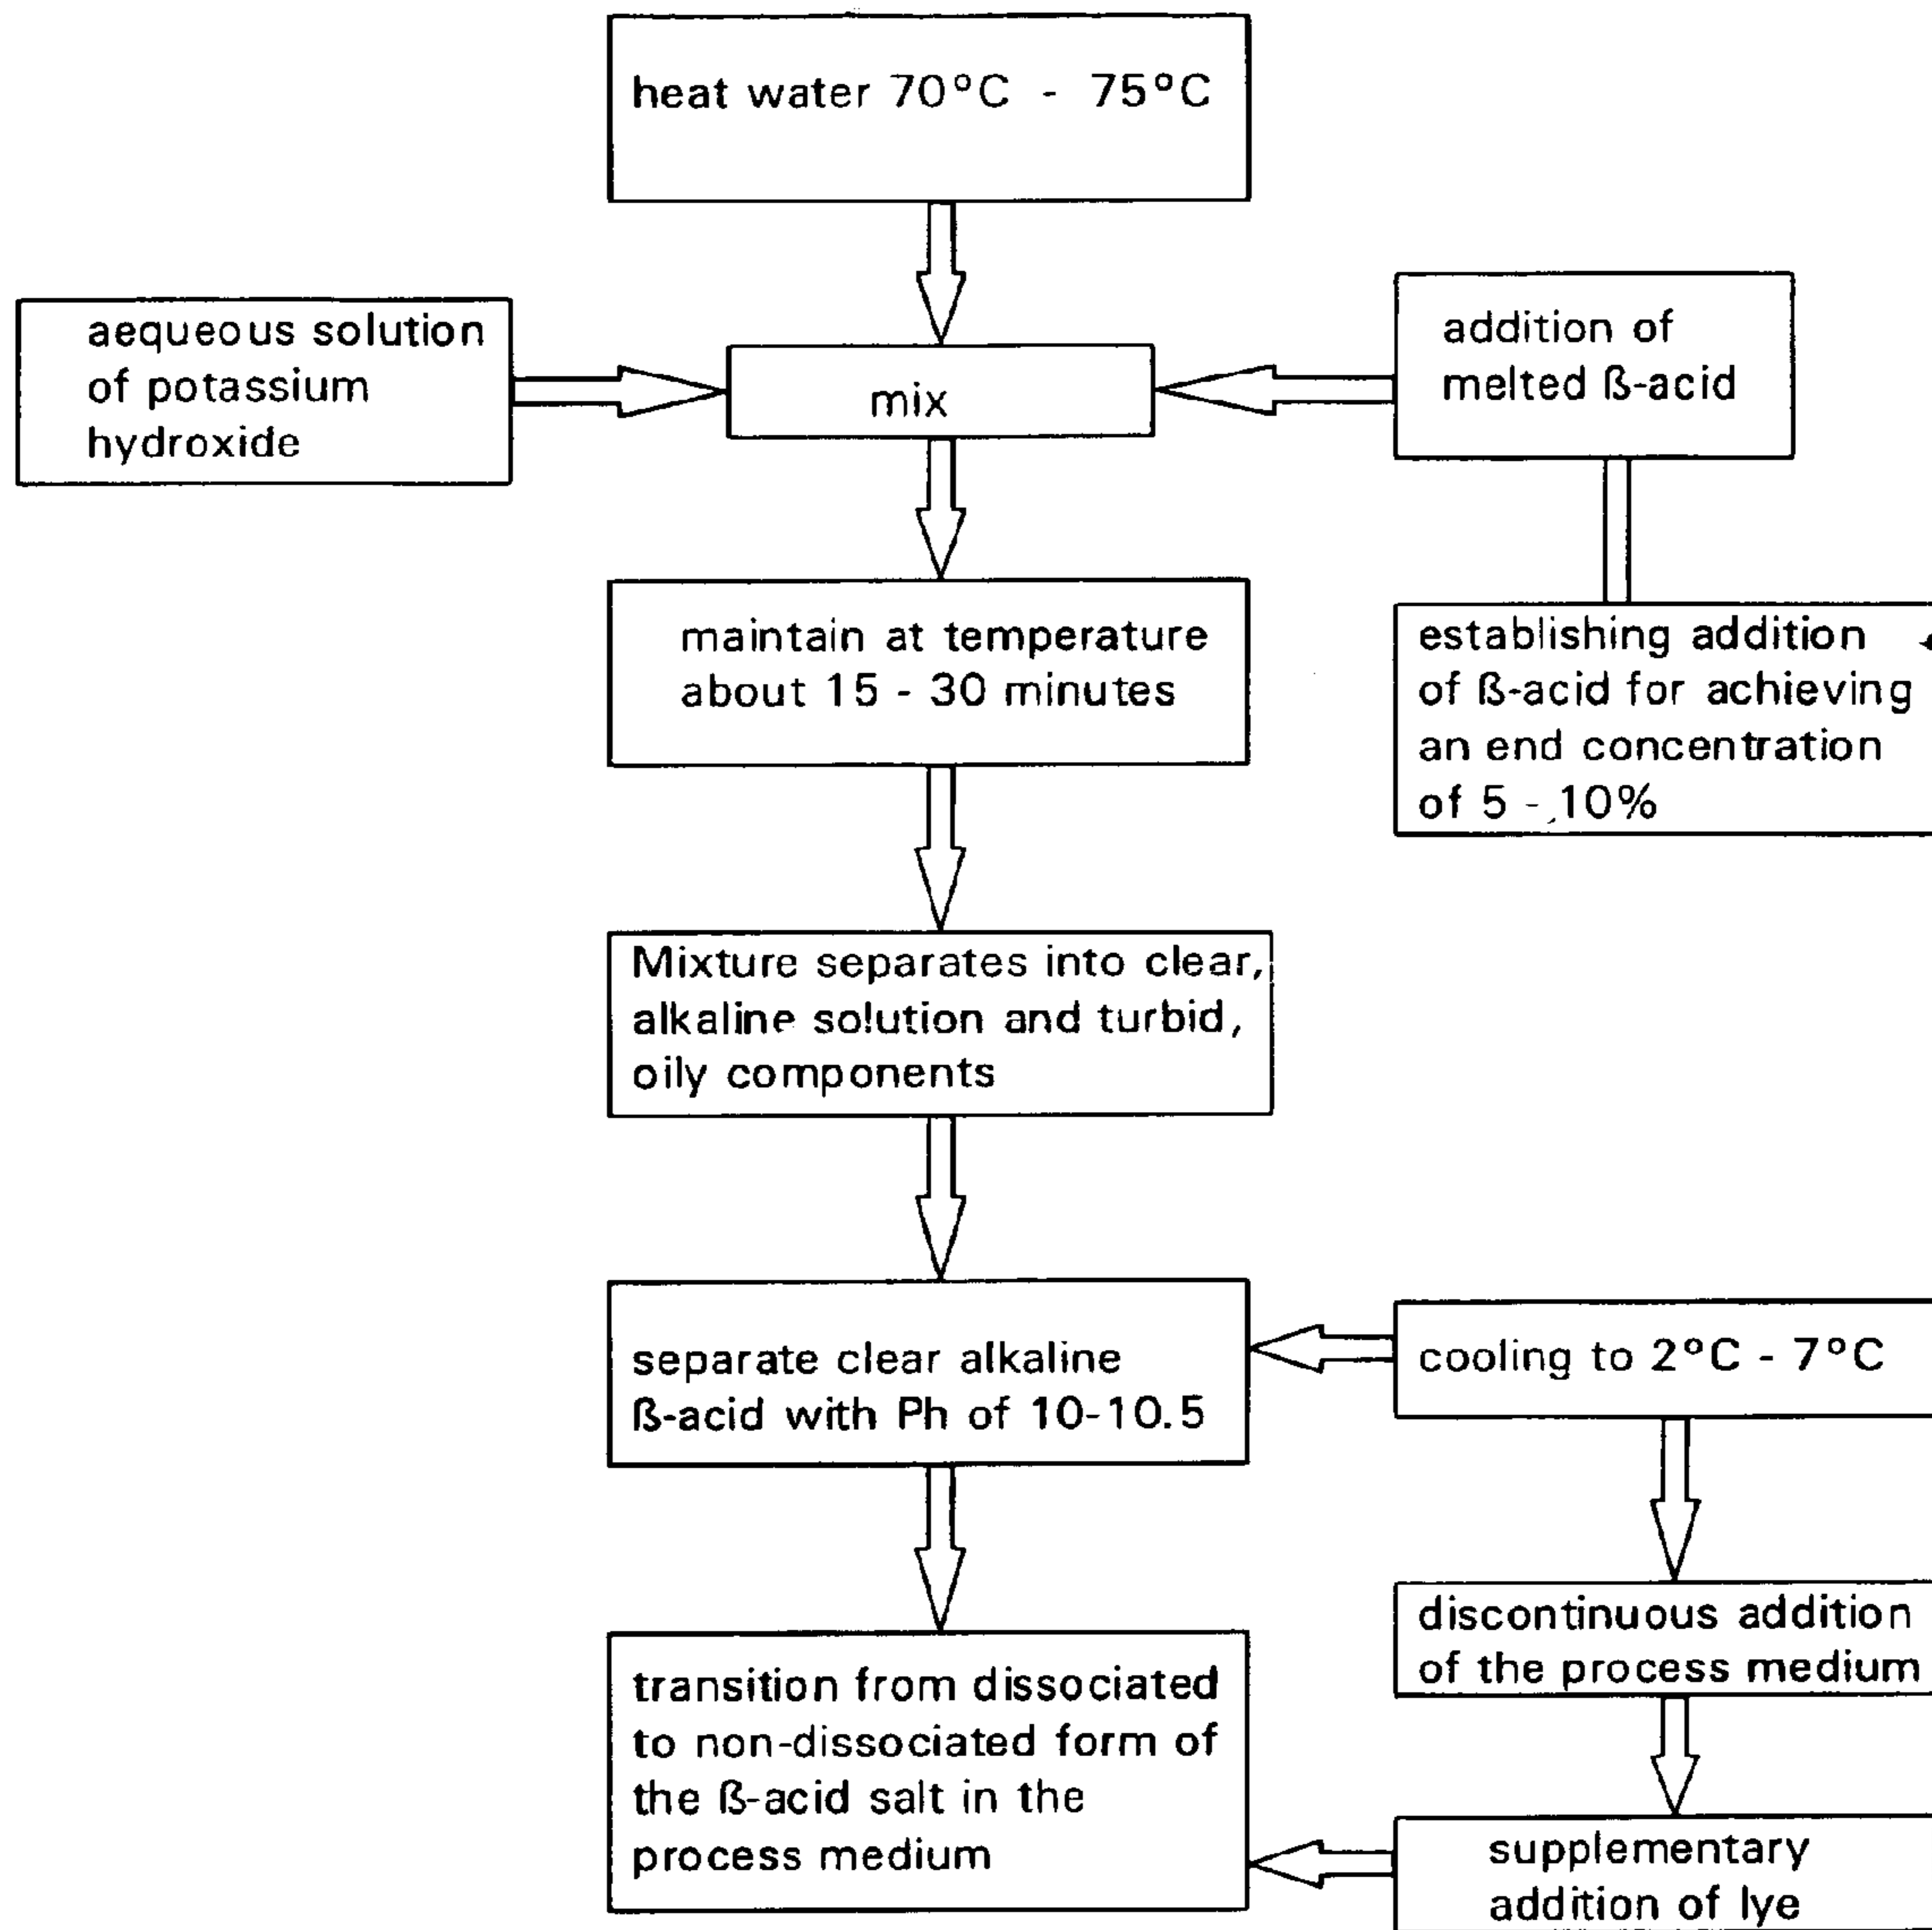 heat water 70°C - 75°C
aequeous solution
of potassium
hydroxide
mix
addition of
melted ß-acid
maintain at temperature
about 15 - 30 minutes
establishing addition
of ß-acid for achieving
an end concentration
of 5 - 10%
Mixture separates into clear,
alkaline solution and turbid,
oily components
separate clear alkaline
ß-acid with Ph of 10-10.5
cooling to 2°C - 7°C
discontinuous addition
of the process medium
transition from dissociated
to non-dissociated form of
the ß-acid salt in the
process medium
supplementary
addition of lye